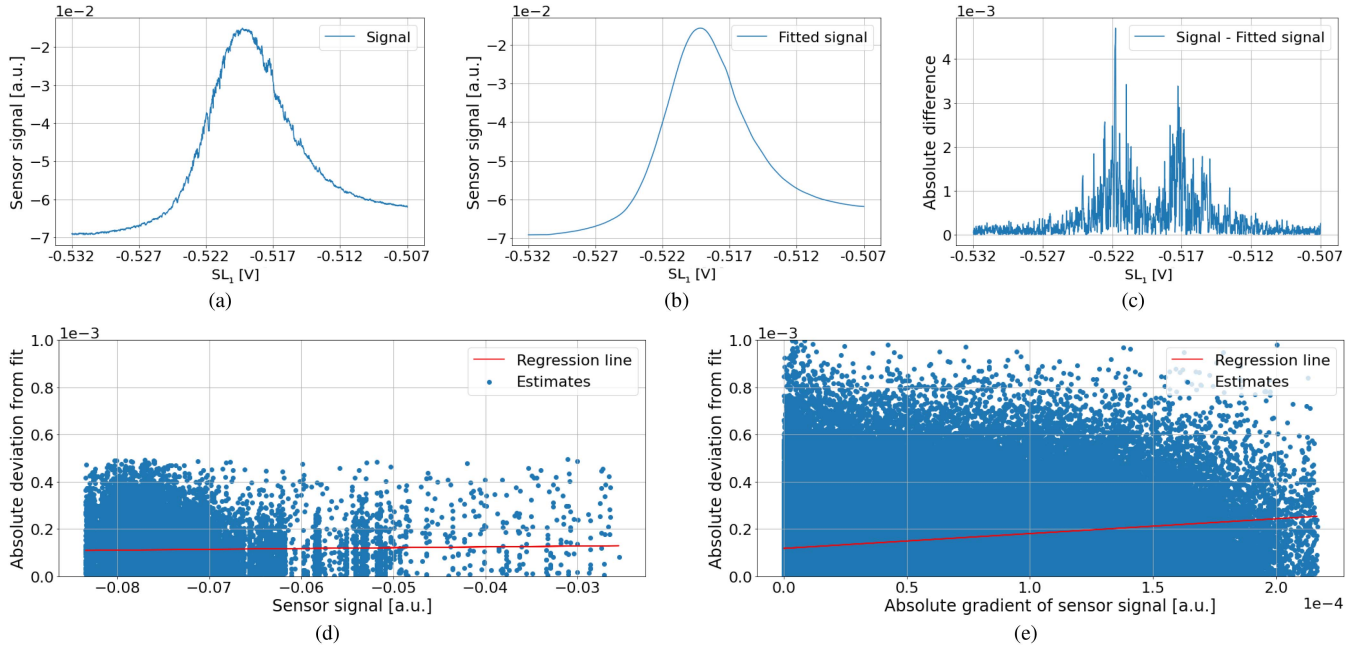 1e−2
Sensor signal [a.u.]
−2
−3
−4
−5
−6
−7
Signal
-0.532 -0.527 -0.522 -0.517 -0.512 -0.507
SL1 [V]
(a)
1e−2
Sensor signal [a.u.]
−2
−3
−4
−5
−6
−7
Fitted signal
-0.532 -0.527 -0.522 -0.517 -0.512 -0.507
SL1 [V]
(b)
1e−3
Absolute difference
4
3
2
1
0
Signal - Fitted signal
-0.532 -0.527 -0.522 -0.517 -0.512 -0.507
SL1 [V]
(c)
1e−3
Absolute deviation from fit
1.0
0.8
0.6
0.4
0.2
0.0
Regression line
Estimates
−0.08 −0.07 −0.06 −0.05 −0.04 −0.03
Sensor signal [a.u.]
(d)
1e−3
Absolute deviation from fit
1.0
0.8
0.6
0.4
0.2
0.0
Regression line
Estimates
0.0 0.5 1.0 1.5 2.0
1e−4
Absolute gradient of sensor signal [a.u.]
(e)